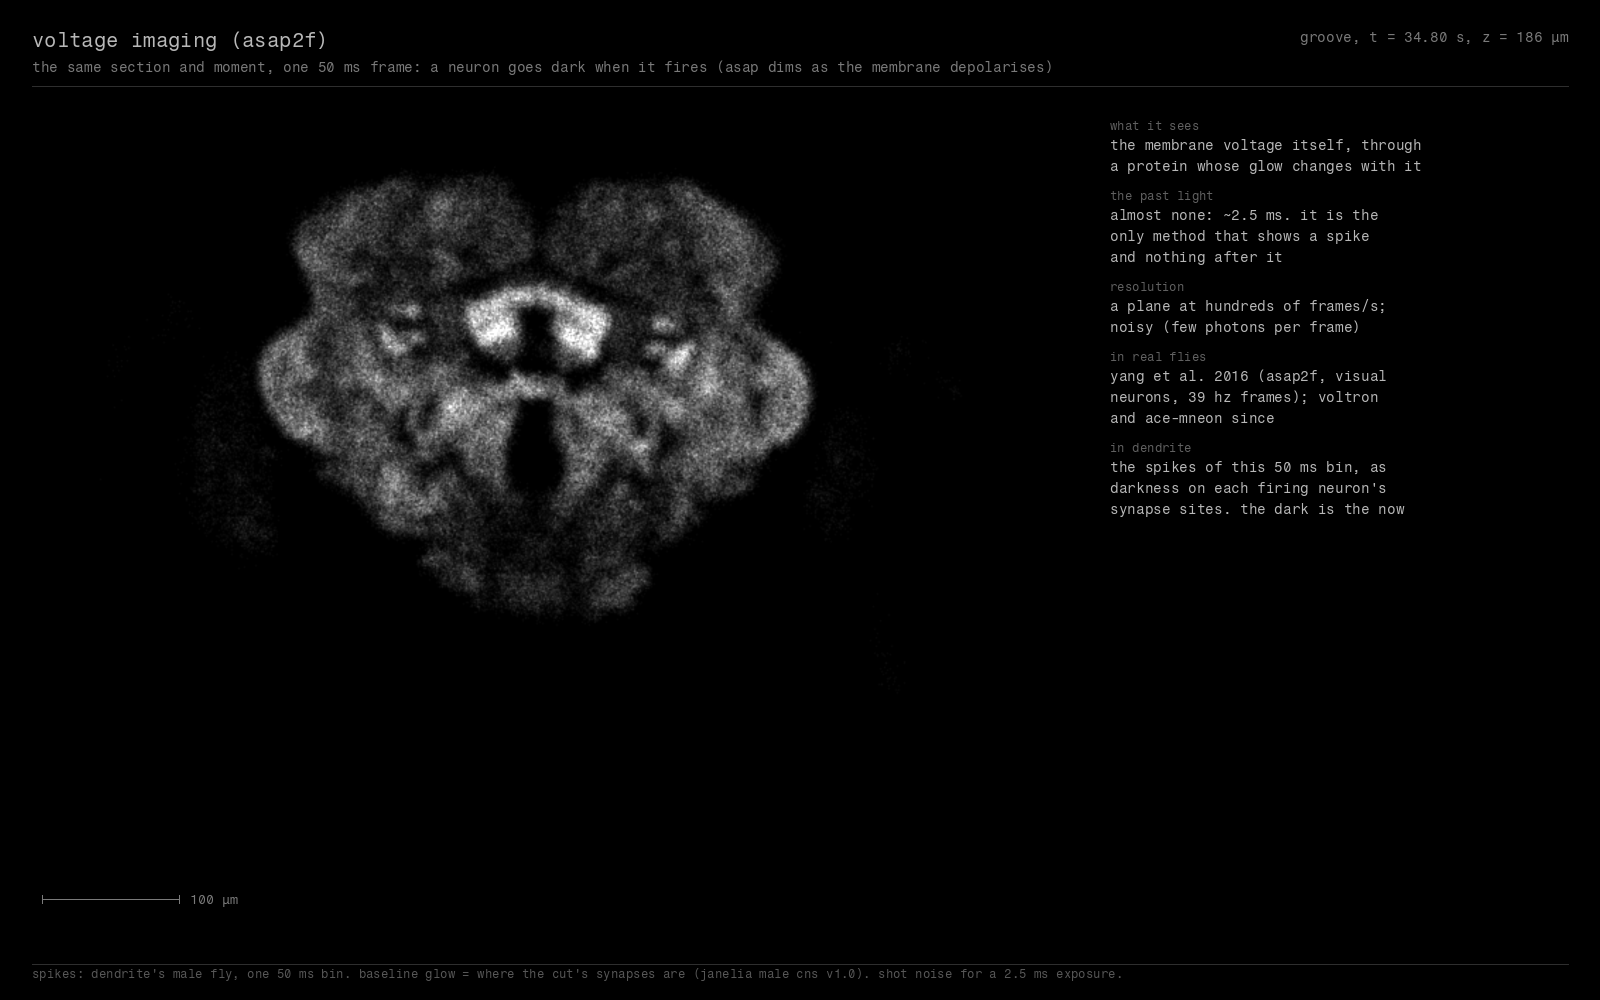 voltage imaging (asap2f)
groove, t = 34.80 s, z = 186 µm
the same section and moment, one 50 ms frame: a neuron goes dark when it fires (asap dims as the membrane depolarises)
what it sees
the membrane voltage itself, through
a protein whose glow changes with it
the past light
almost none: ~2.5 ms. it is the
only method that shows a spike
and nothing after it
resolution
a plane at hundreds of frames/s;
noisy (few photons per frame)
in real flies
yang et al. 2016 (asap2f, visual
neurons, 39 hz frames); voltron
and ace-mneon since
in dendrite
the spikes of this 50 ms bin, as
darkness on each firing neuron's
synapse sites. the dark is the now
100 µm
spikes: dendrite's male fly, one 50 ms bin. baseline glow = where the cut's synapses are (janelia male cns v1.0). shot noise for a 2.5 ms exposure.